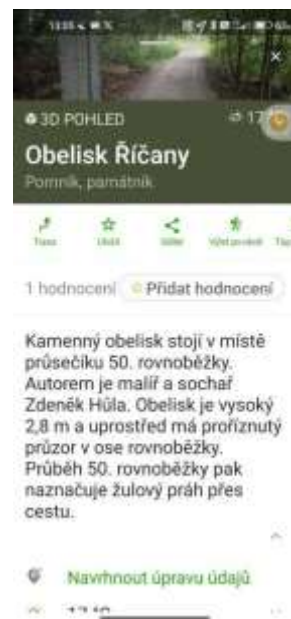 3D POHLED
Obelisk Říčany
Pomník, památník
Trasa Uložit Sdílet
1 hodnocení Přidat hodnocení
Kamenný obelisk stojí v místě
průsečíku 50. rovnoběžky.
Autorem je malíř a sochař
Zdeněk Hůla. Obelisk je vysoký
2,8 m a uprostřed má proříznutý
průzor v ose rovnoběžky.
Průběh 50. rovnoběžky pak
naznačuje žulový práh přes
cestu.
Navrhnout úpravu údajů